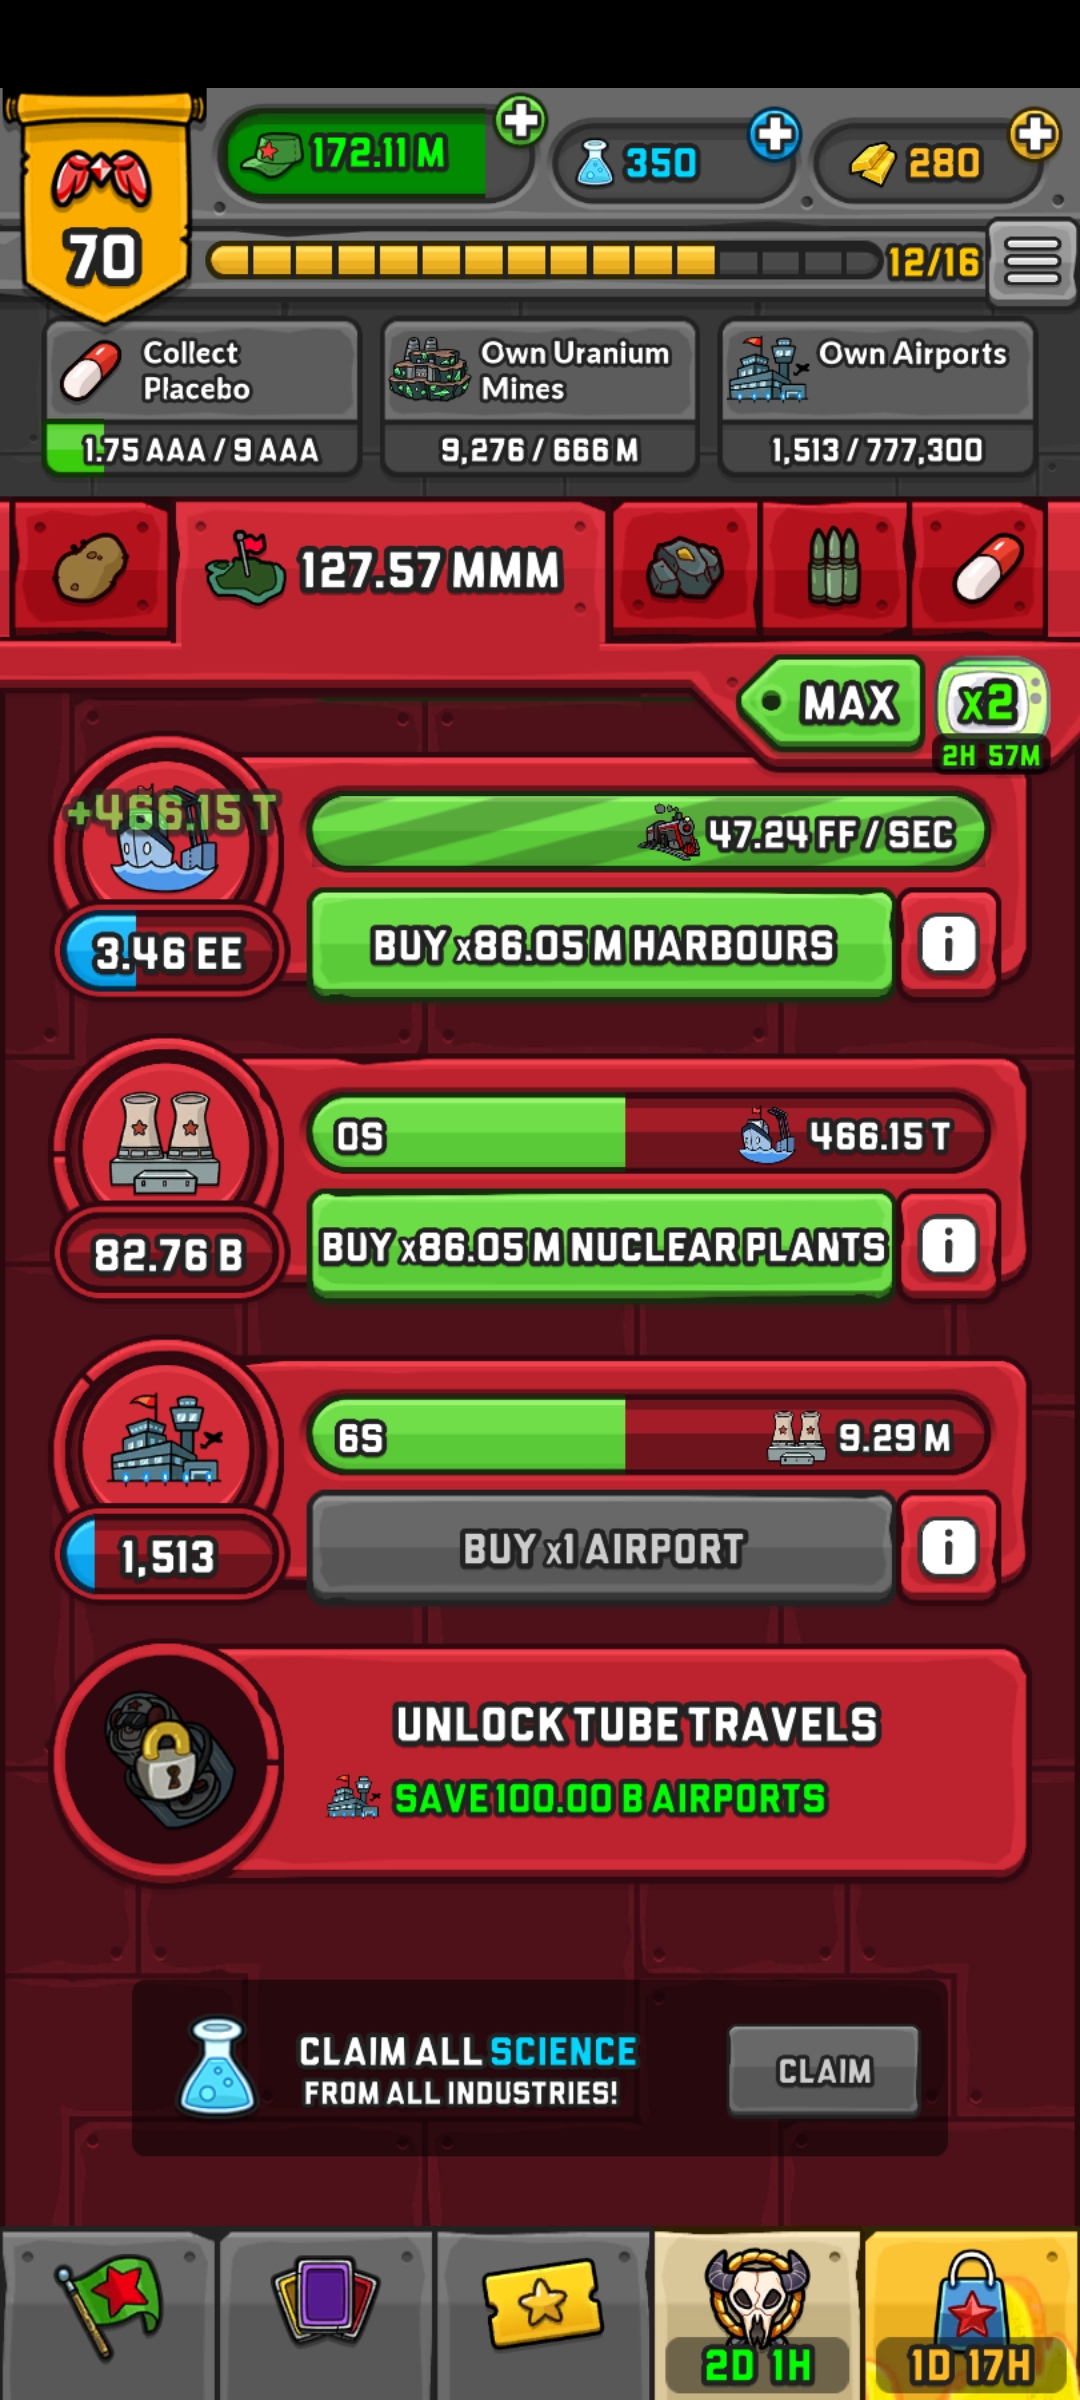 172.11 M
350
280
70
12/16
Collect
Placebo
Own Uranium
Mines
Own Airports
1.75 AAA / 9 AAA
9,276 / 666 M
1,513 / 777,300
127.57 MMM
MAX
x2
2H 57M
+466.15 T
47.24 FF / SEC
3.46 EE
BUY x86.05 M HARBOURS
i
0S
466.15 T
82.76 B
BUY x86.05 M NUCLEAR PLANTS
i
6S
9.29 M
1,513
BUY x1 AIRPORT
i
UNLOCK TUBE TRAVELS
SAVE 100.00 B AIRPORTS
CLAIM ALL SCIENCE
FROM ALL INDUSTRIES!
CLAIM
2D 1H
1D 17H